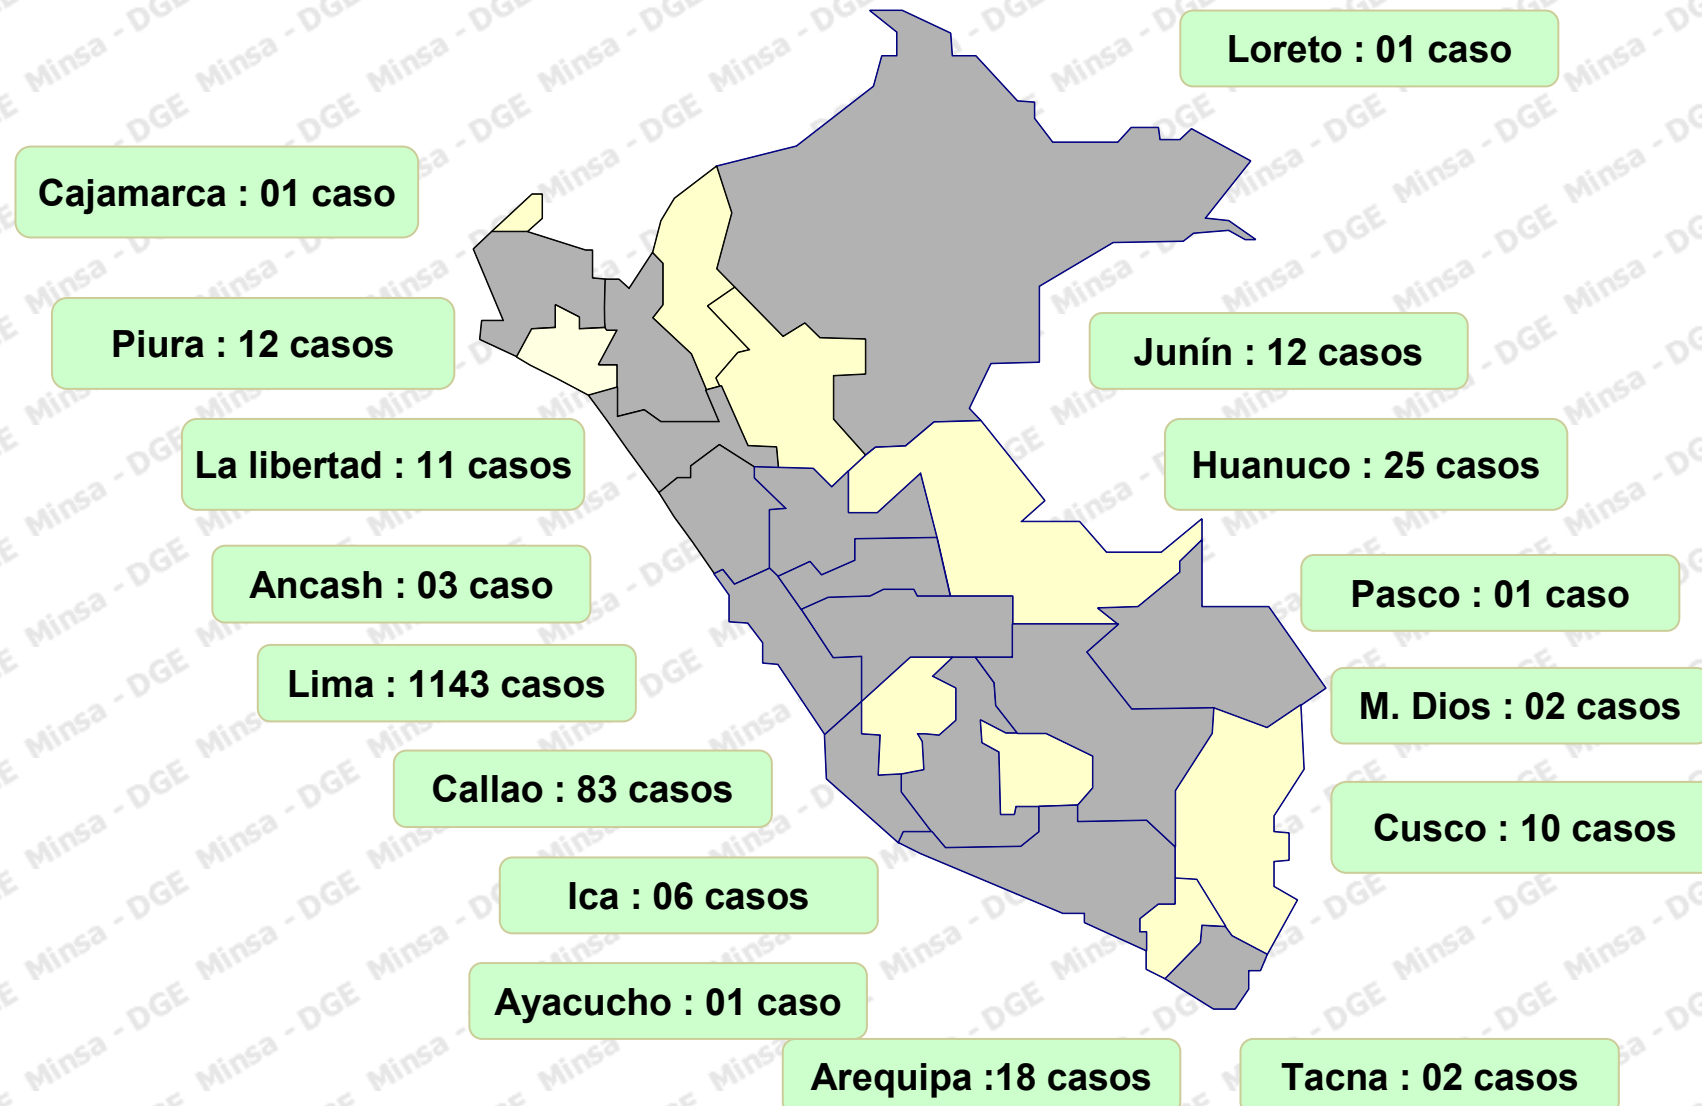 Loreto : 01 caso
Cajamarca : 01 caso
Piura : 12 casos
Junín : 12 casos
La libertad : 11 casos
Huanuco : 25 casos
Ancash : 03 caso
Pasco : 01 caso
Lima : 1143 casos
M. Dios : 02 casos
Callao : 83 casos
Cusco : 10 casos
Ica : 06 casos
Ayacucho : 01 caso
Arequipa :18 casos
Tacna : 02 casos
Minsa - DGE